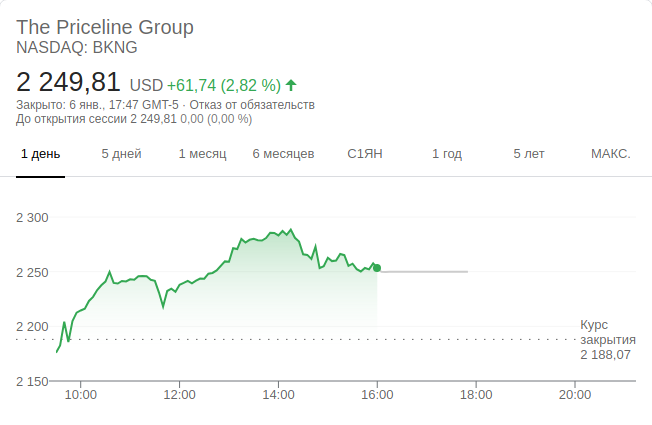 The Priceline Group
NASDAQ: BKNG
2 249,81 USD +61,74 (2,82 %)
Закрыто: 6 янв., 17:47 GMT-5 · Отказ от обязательств
До открытия сессии 2 249,81 0,00 (0,00 %)
1 день 5 дней 1 месяц 6 месяцев С1ЯН 1 год 5 лет МАКС.
2 300
2 250
2 200
Курс
закрытия
2 188,07
2 150
10:00 12:00 14:00 16:00 18:00 20:00